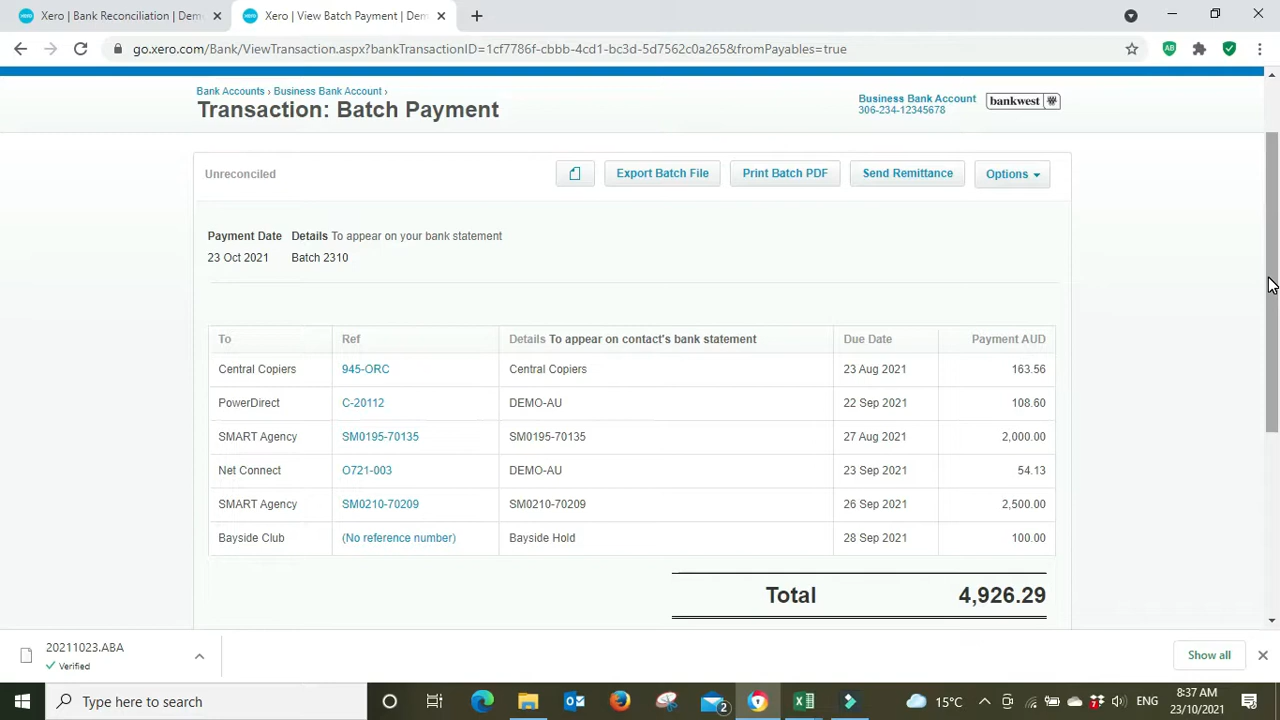 Xero | Bank Reconciliation | Dem
Xero | View Batch Payment | Dem
go.xero.com/Bank/ViewTransaction.aspx?bankTransactionID=1cf7786f-cbbb-4cd1-bc3d-5d7562c0a265&fromPayables=true
Bank Accounts › Business Bank Account ›
Transaction: Batch Payment
Business Bank Account
306-234-12345678
bankwest
Unreconciled
Export Batch File
Print Batch PDF
Send Remittance
Options
Payment Date Details To appear on your bank statement
23 Oct 2021 Batch 2310
To Ref Details To appear on contact's bank statement Due Date Payment AUD
Central Copiers 945-ORC Central Copiers 23 Aug 2021 163.56
PowerDirect C-20112 DEMO-AU 22 Sep 2021 108.60
SMART Agency SM0195-70135 SM0195-70135 27 Aug 2021 2,000.00
Net Connect O721-003 DEMO-AU 23 Sep 2021 54.13
SMART Agency SM0210-70209 SM0210-70209 26 Sep 2021 2,500.00
Bayside Club (No reference number) Bayside Hold 28 Sep 2021 100.00
Total 4,926.29
20211023.ABA
Verified
Show all
Type here to search
2
15°C
7
ENG
8:37 AM
23/10/2021